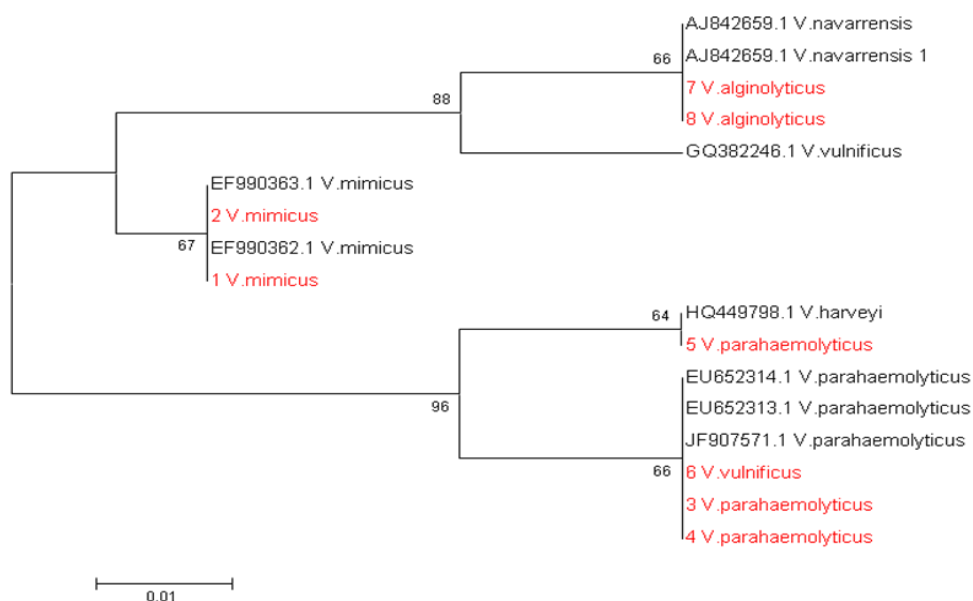 AJ842659.1 V.navarrensis
AJ842659.1 V.navarrensis 1
66
7 V.alginolyticus
88
8 V.alginolyticus
GQ382246.1 V.vulnificus
EF990363.1 V.mimicus
2 V.mimicus
67
EF990362.1 V.mimicus
1 V.mimicus
HQ449798.1 V.harveyi
64
5 V.parahaemolyticus
EU652314.1 V.parahaemolyticus
96
EU652313.1 V.parahaemolyticus
JF907571.1 V.parahaemolyticus
66
6 V.vulnificus
3 V.parahaemolyticus
4 V.parahaemolyticus
0.01